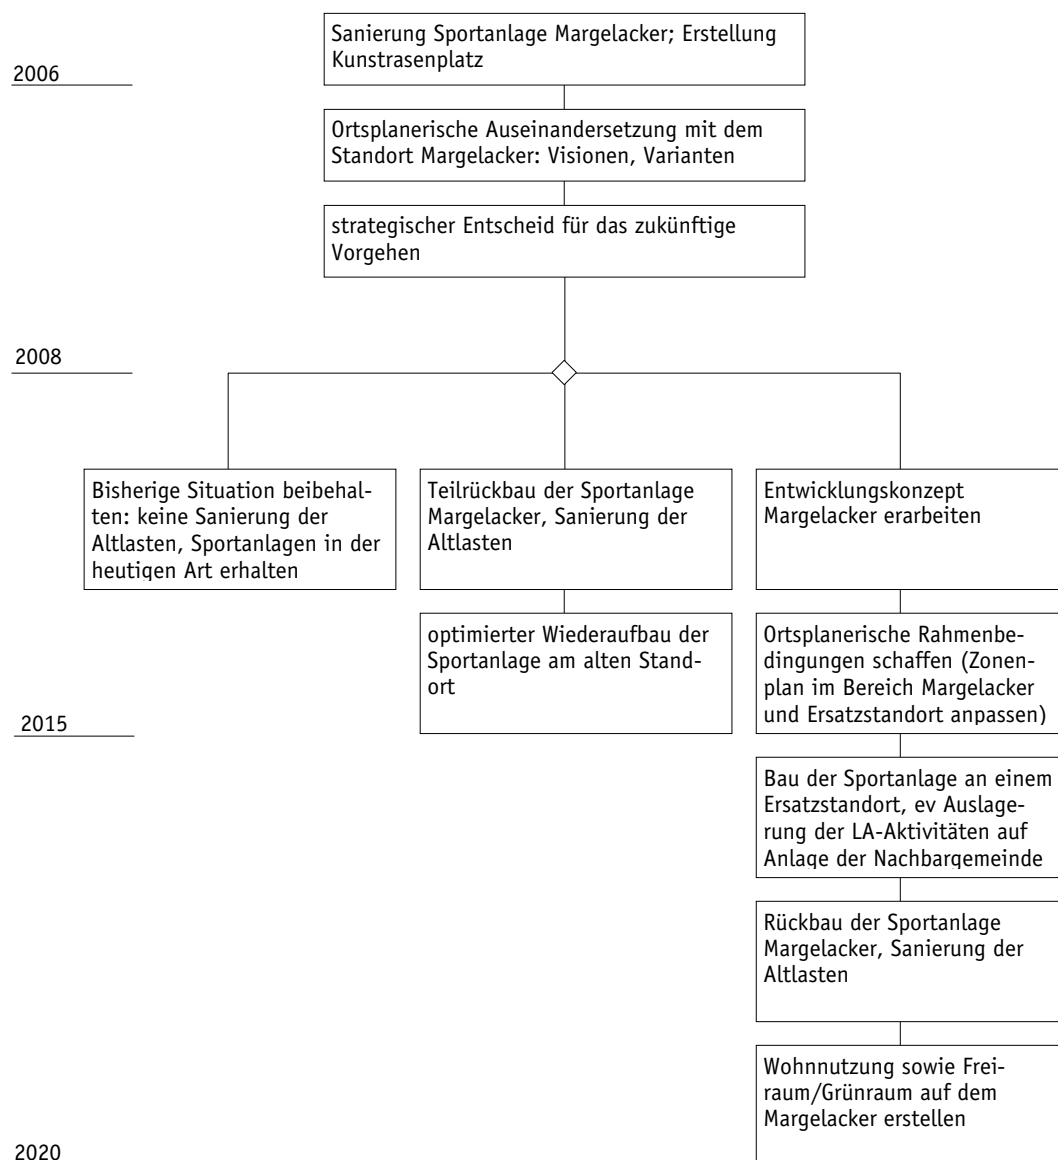 Sanierung Sportanlage Margelacker; Erstellung
Kunstrasenplatz
2006
Ortsplanerische Auseinandersetzung mit dem
Standort Margelacker: Visionen, Varianten
strategischer Entscheid für das zukünftige
Vorgehen
2008
Bisherige Situation beibehal-
ten: keine Sanierung der
Altlasten, Sportanlagen in der
heutigen Art erhalten
Teilrückbau der Sportanlage
Margelacker, Sanierung der
Altlasten
Entwicklungskonzept
Margelacker erarbeiten
optimierter Wiederaufbau der
Sportanlage am alten Stand-
ort
Ortsplanerische Rahmenbe-
dingungen schaffen (Zonen-
plan im Bereich Margelacker
und Ersatzstandort anpassen)
2015
Bau der Sportanlage an einem
Ersatzstandort, ev Auslage-
rung der LA-Aktivitäten auf
Anlage der Nachbargemeinde
Rückbau der Sportanlage
Margelacker, Sanierung der
Altlasten
Wohnnutzung sowie Frei-
raum/Grünraum auf dem
Margelacker erstellen
2020